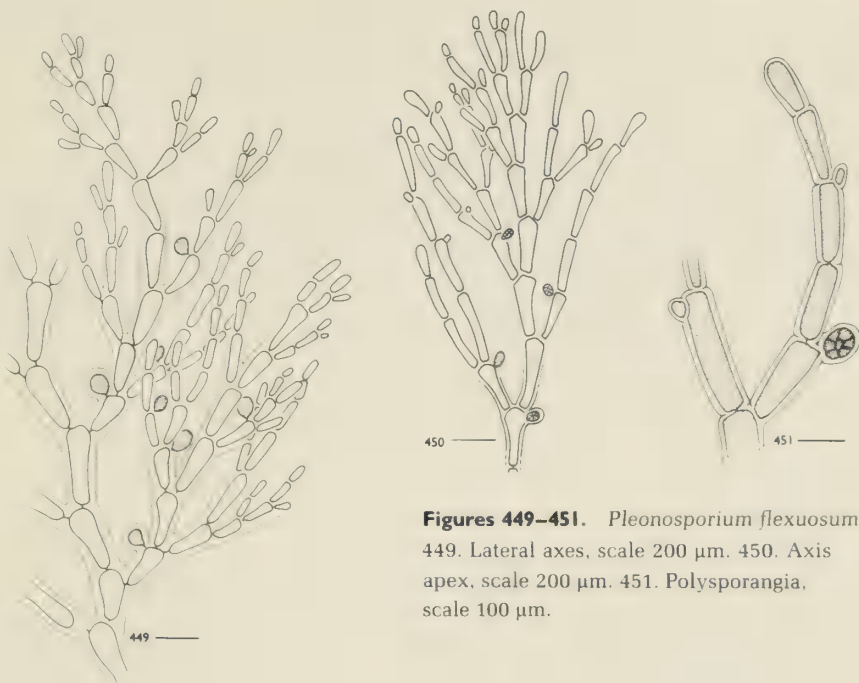 450
451
449
Figures 449–451. Pleonosporium flexuosum
449. Lateral axes, scale 200 µm. 450. Axis
apex, scale 200 µm. 451. Polysporangia,
scale 100 µm.